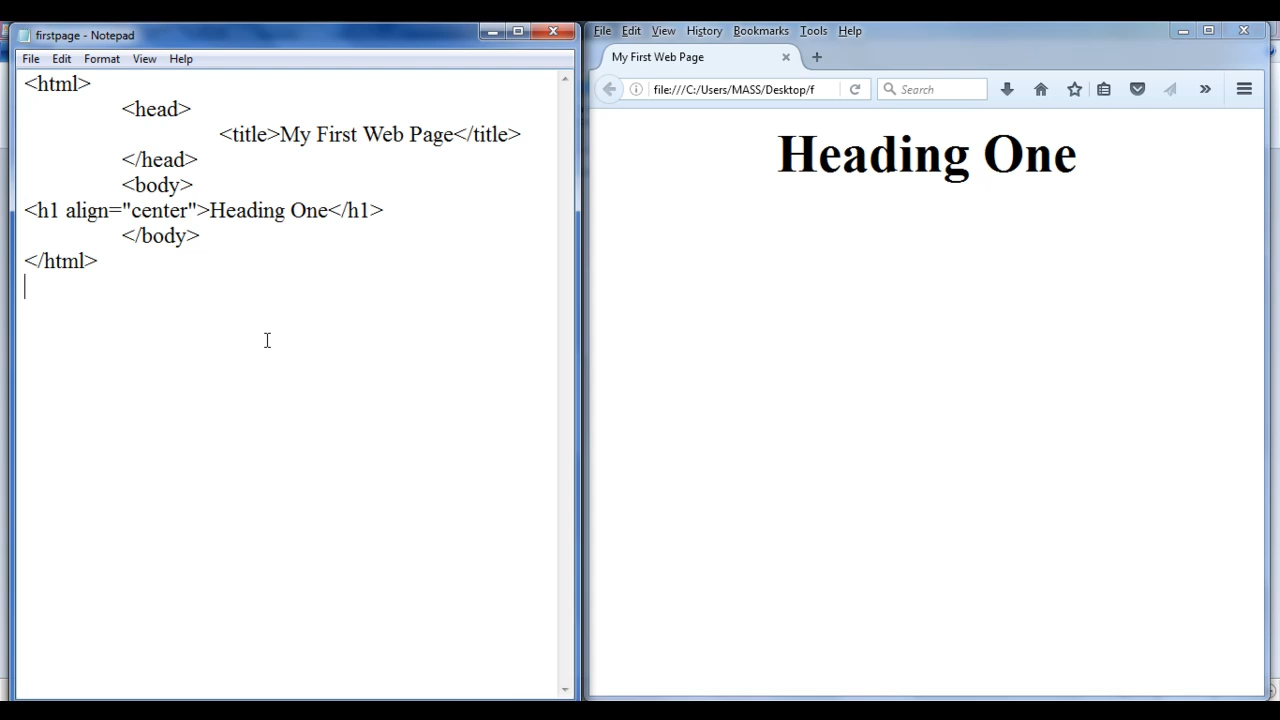 firstpage - Notepad
File Edit Format View Help
<html>
<head>
<title>My First Web Page</title>
</head>
<body>
<h1 align="center">Heading One</h1>
</body>
</html>
File Edit View History Bookmarks Tools Help
My First Web Page
file:///C:/Users/MASS/Desktop/f
Search
Heading One